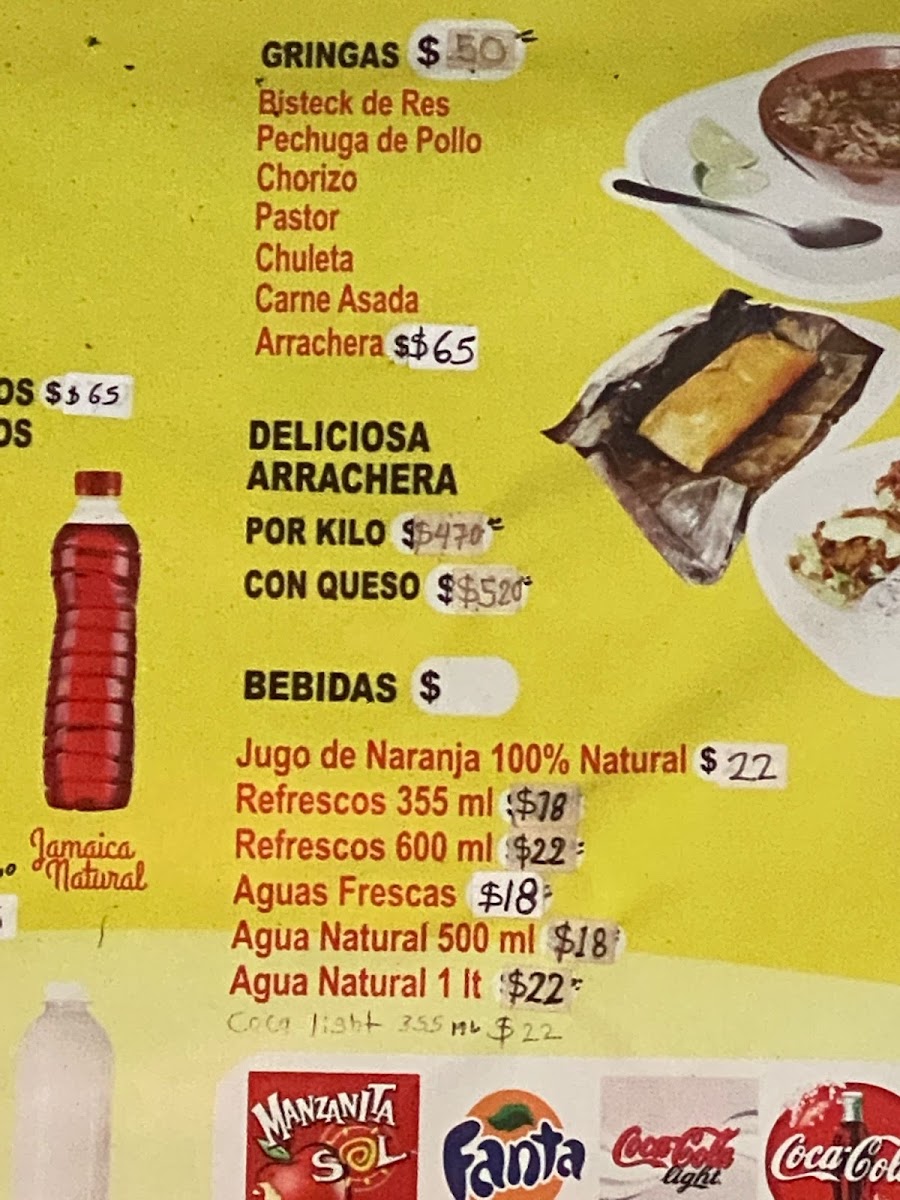 GRINGAS $ 50
Bisteck de Res
Pechuga de Pollo
Chorizo
Pastor
Chuleta
Carne Asada
Arrachera $$65
OS $$65
OS
DELICIOSA
ARRACHERA
POR KILO $$470
CON QUESO $$520
BEBIDAS $
Jugo de Naranja 100% Natural $ 22
Refrescos 355 ml $18
Refrescos 600 ml $22
Aguas Frescas $18
Agua Natural 500 ml $18
Agua Natural 1 lt $22
Coca light 355 ML $22
Jamaica
Natural
MANZANITA
SOL
Fanta
Coca-Cola
light
Coca-Col